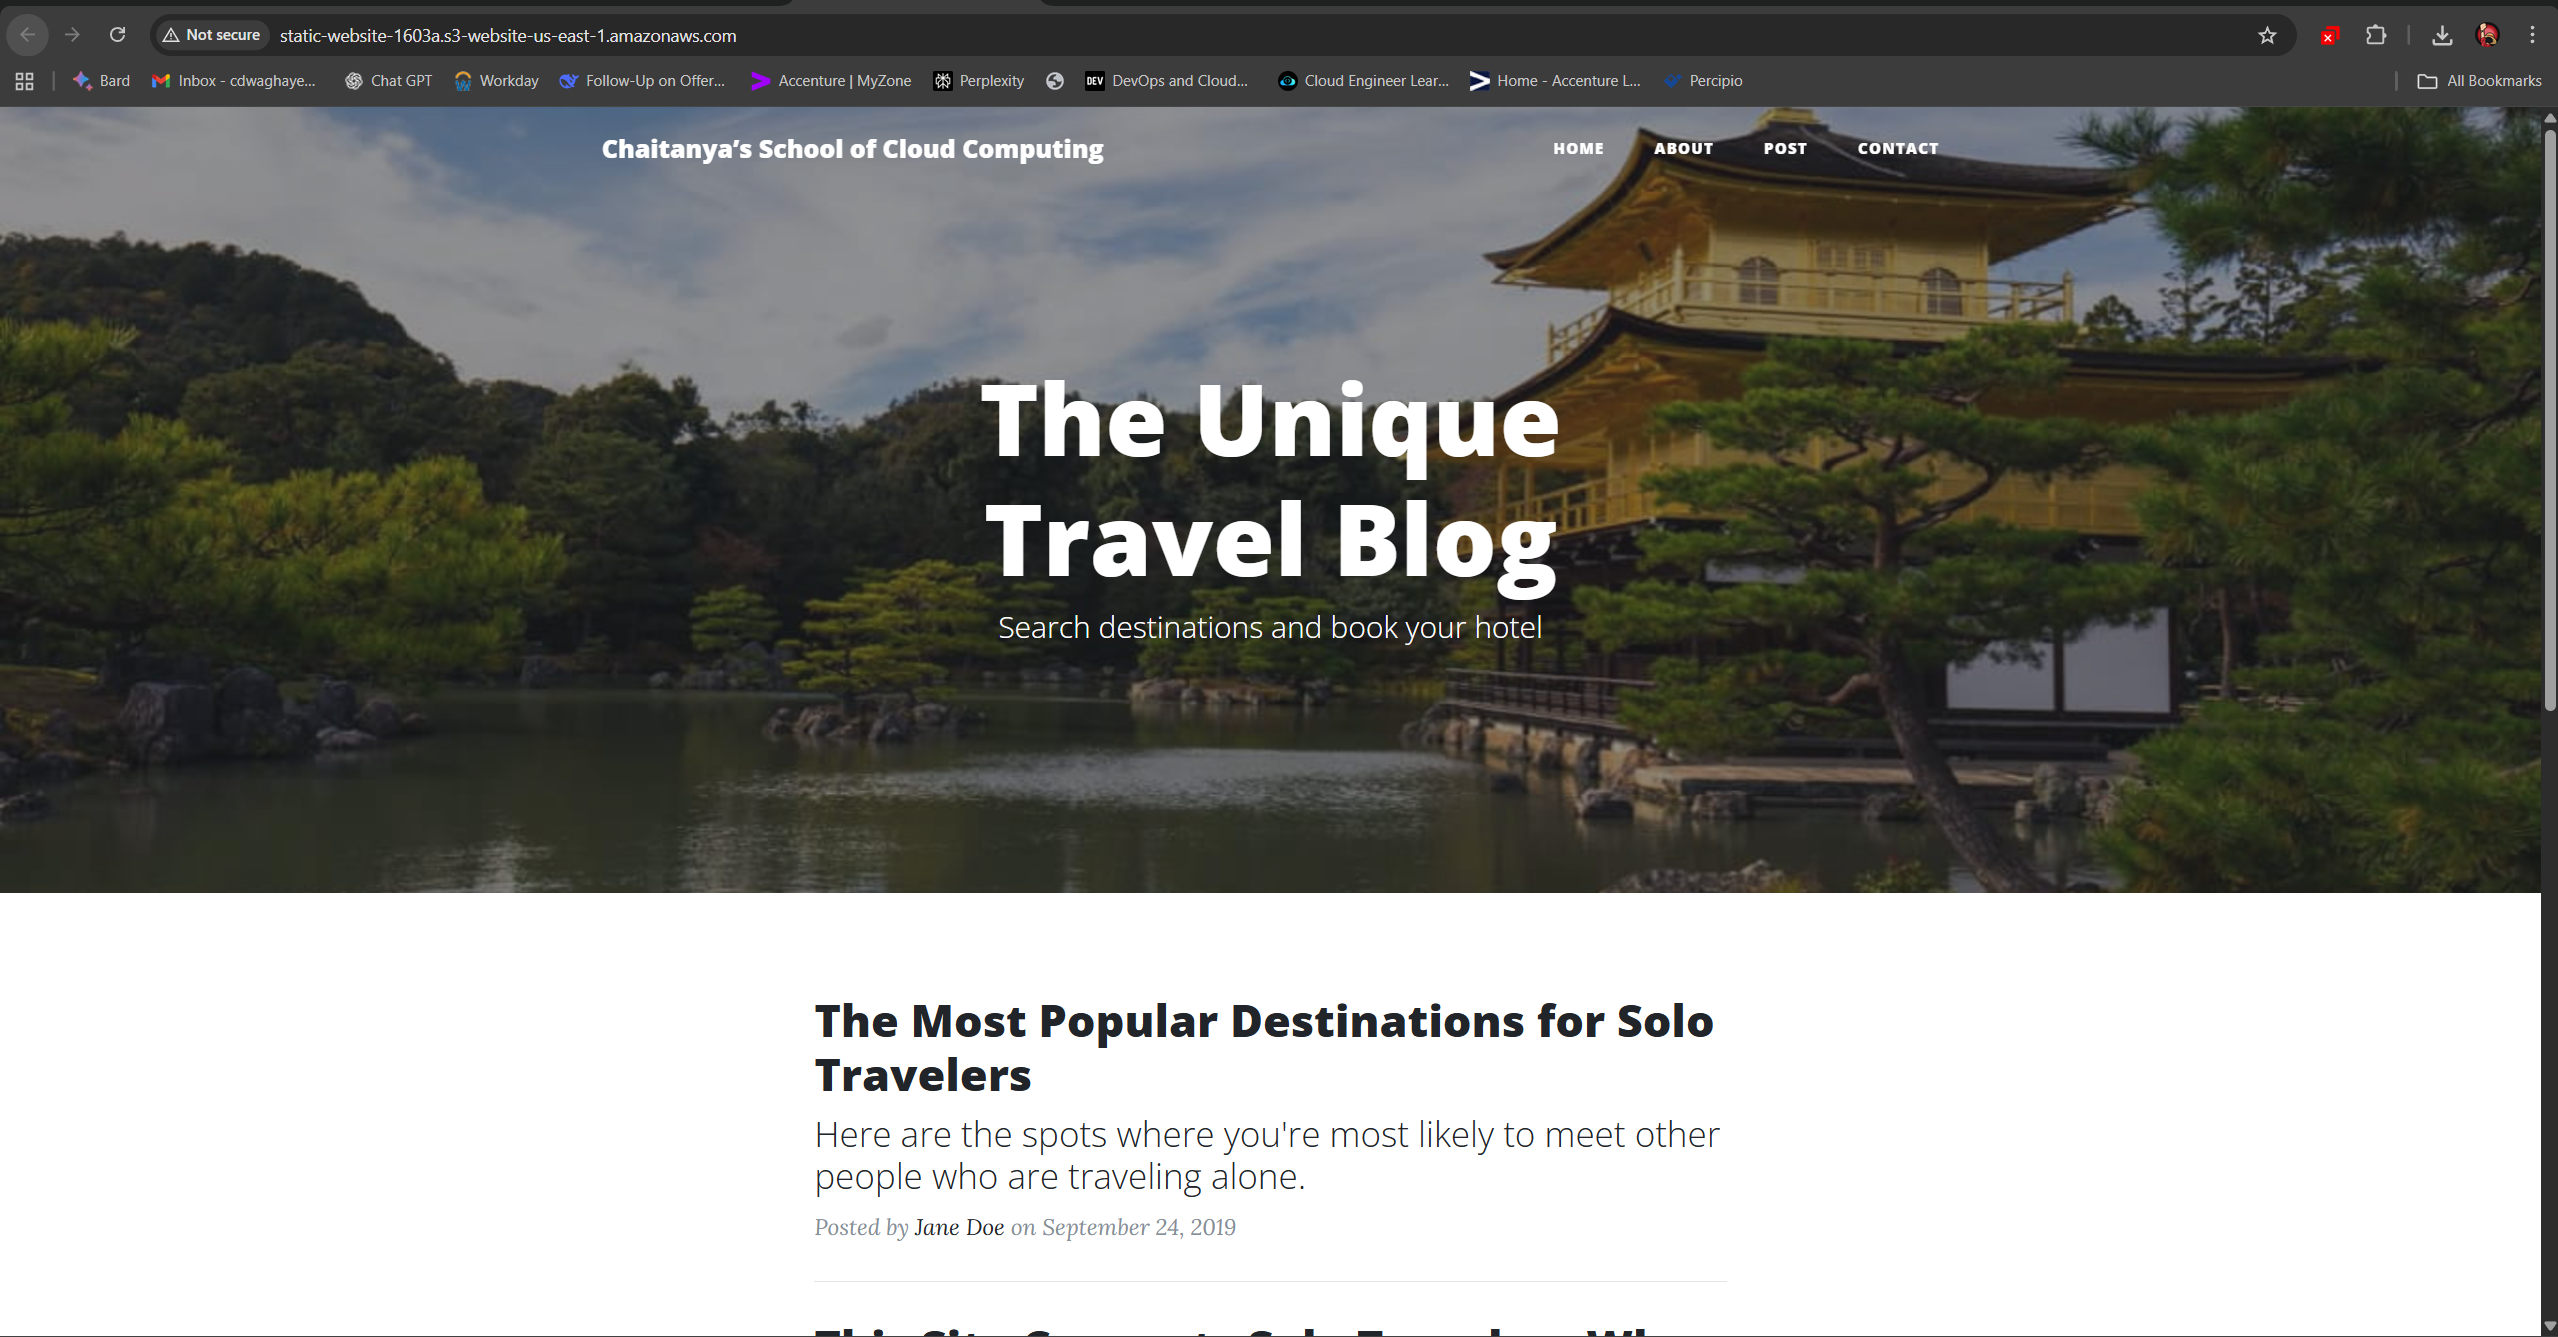 Not secure
static-website-1603a.s3-website-us-east-1.amazonaws.com
Bard
Inbox - cdwaghaye...
Chat GPT
Workday
Follow-Up on Offer...
Accenture | MyZone
Perplexity
DEV
DevOps and Cloud...
Cloud Engineer Lear...
Home - Accenture L...
Percipio
All Bookmarks
Chaitanya’s School of Cloud Computing
HOME
ABOUT
POST
CONTACT
The Unique
Travel Blog
Search destinations and book your hotel
The Most Popular Destinations for Solo
Travelers
Here are the spots where you're most likely to meet other
people who are traveling alone.
Posted by Jane Doe on September 24, 2019